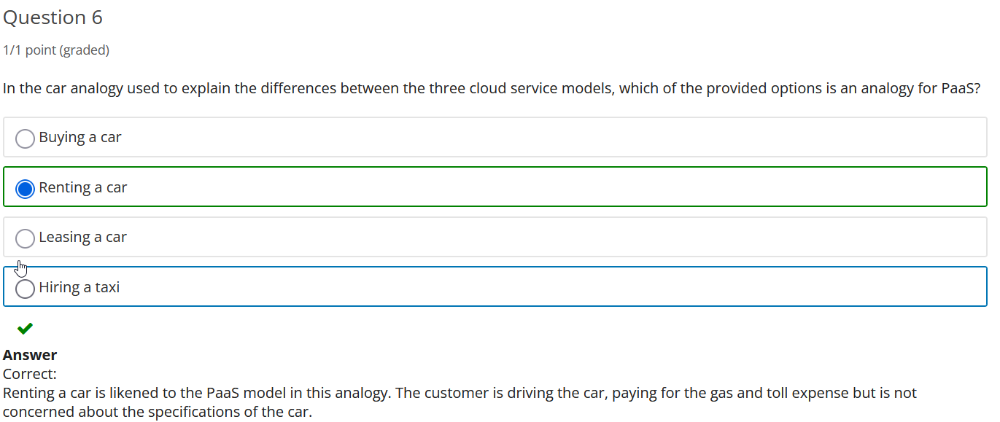 Question 6
1/1 point (graded)
In the car analogy used to explain the differences between the three cloud service models, which of the provided options is an analogy for PaaS?
Buying a car
Renting a car
Leasing a car
Hiring a taxi
Answer
Correct:
Renting a car is likened to the PaaS model in this analogy. The customer is driving the car, paying for the gas and toll expense but is not
concerned about the specifications of the car.